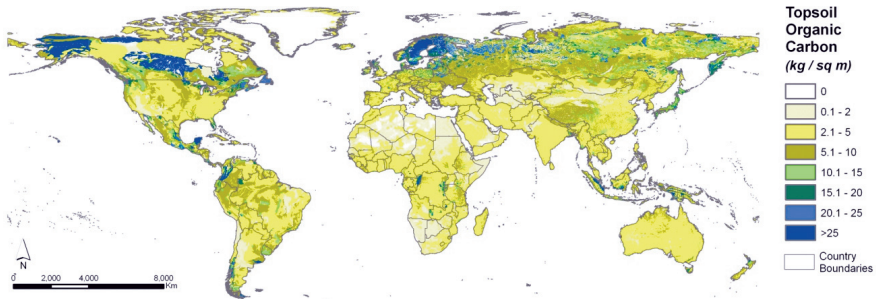 Topsoil
Organic
Carbon
(kg / sq m)
0
0.1 - 2
2.1 - 5
5.1 - 10
10.1 - 15
15.1 - 20
20.1 - 25
>25
Country
Boundaries
N
0 2,000 4,000 8,000
Km